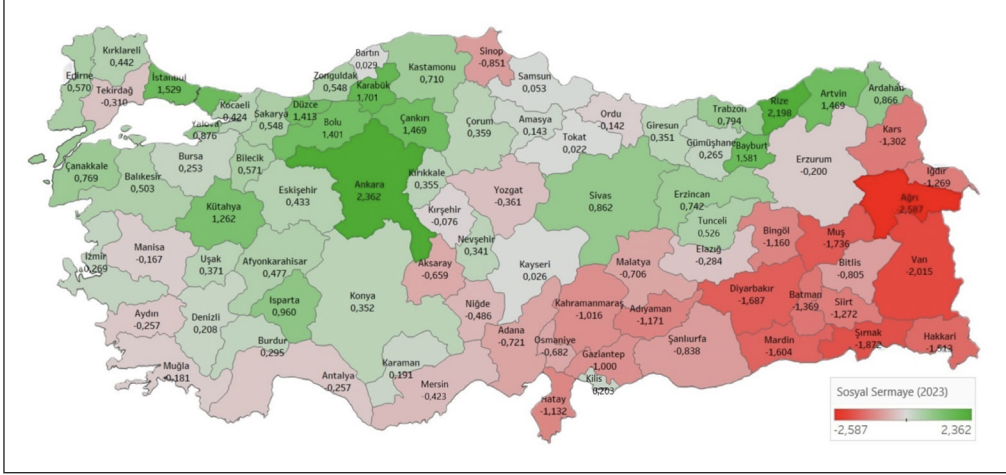 Kırklareli
0,442
Edirne
0,570
Tekirdağ
-0,310
İstanbul
1,529
Kocaeli
0,424
Yalova
0,876
Sakarya
0,548
Düzce
1,413
Zonguldak
0,548
Bartın
0,029
Karabük
1,701
Kastamonu
0,710
Sinop
-0,851
Samsun
0,053
Bolu
1,401
Çankırı
1,469
Çorum
0,359
Amasya
0,143
Tokat
0,022
Ordu
-0,142
Giresun
0,351
Trabzon
0,794
Gümüşhane
0,265
Rize
2,198
Bayburt
1,581
Artvin
1,469
Ardahan
0,866
Kars
-1,302
Iğdır
-1,269
Ağrı
-2,587
Erzurum
-0,200
Çanakkale
0,769
Balıkesir
0,503
Bursa
0,253
Bilecik
0,571
Eskişehir
0,433
Kütahya
1,262
Ankara
2,362
Kırıkkale
0,355
Kırşehir
-0,076
Yozgat
-0,361
Sivas
0,862
Erzincan
0,742
Tunceli
0,526
Elazığ
-0,284
Bingöl
-1,160
Muş
-1,736
Bitlis
-0,805
Van
-2,015
Manisa
-0,167
İzmir
0,269
Uşak
0,371
Afyonkarahisar
0,477
Aydın
-0,257
Denizli
0,208
Isparta
0,960
Burdur
0,295
Muğla
-0,181
Antalya
-0,257
Konya
0,352
Karaman
0,191
Mersin
-0,423
Aksaray
-0,659
Nevşehir
0,341
Niğde
-0,486
Kayseri
0,026
Adana
-0,721
Osmaniye
-0,682
Kahramanmaraş
-1,016
Malatya
-0,706
Adıyaman
-1,171
Gaziantep
-1,000
Kilis
0,203
Hatay
-1,132
Şanlıurfa
-0,838
Diyarbakır
-1,687
Mardin
-1,604
Batman
-1,369
Siirt
-1,272
Şırnak
-1,872
Hakkari
-1,513
Sosyal Sermaye (2023)
-2,587 2,362